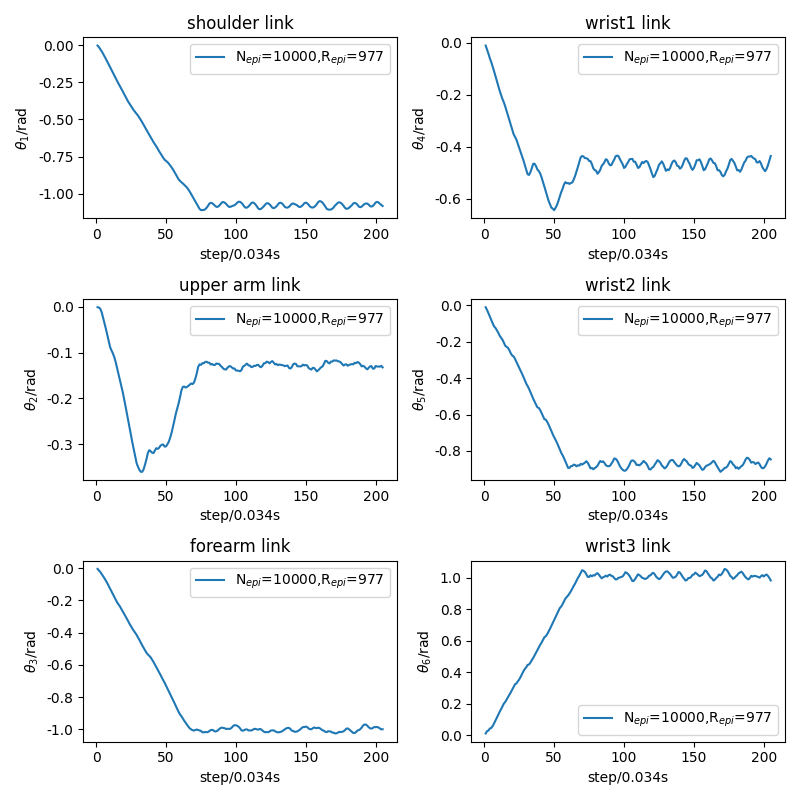 shoulder link
N_epi=10000,R_epi=977
0.00
-0.25
-0.50
-0.75
-1.00
θ_1/rad
0 50 100 150 200
step/0.034s
wrist1 link
N_epi=10000,R_epi=977
0.0
-0.2
-0.4
-0.6
θ_4/rad
0 50 100 150 200
step/0.034s
upper arm link
N_epi=10000,R_epi=977
0.0
-0.1
-0.2
-0.3
θ_2/rad
0 50 100 150 200
step/0.034s
wrist2 link
N_epi=10000,R_epi=977
0.0
-0.2
-0.4
-0.6
-0.8
θ_5/rad
0 50 100 150 200
step/0.034s
forearm link
N_epi=10000,R_epi=977
0.0
-0.2
-0.4
-0.6
-0.8
-1.0
θ_3/rad
0 50 100 150 200
step/0.034s
wrist3 link
1.0
0.8
0.6
0.4
0.2
0.0
θ_6/rad
N_epi=10000,R_epi=977
0 50 100 150 200
step/0.034s